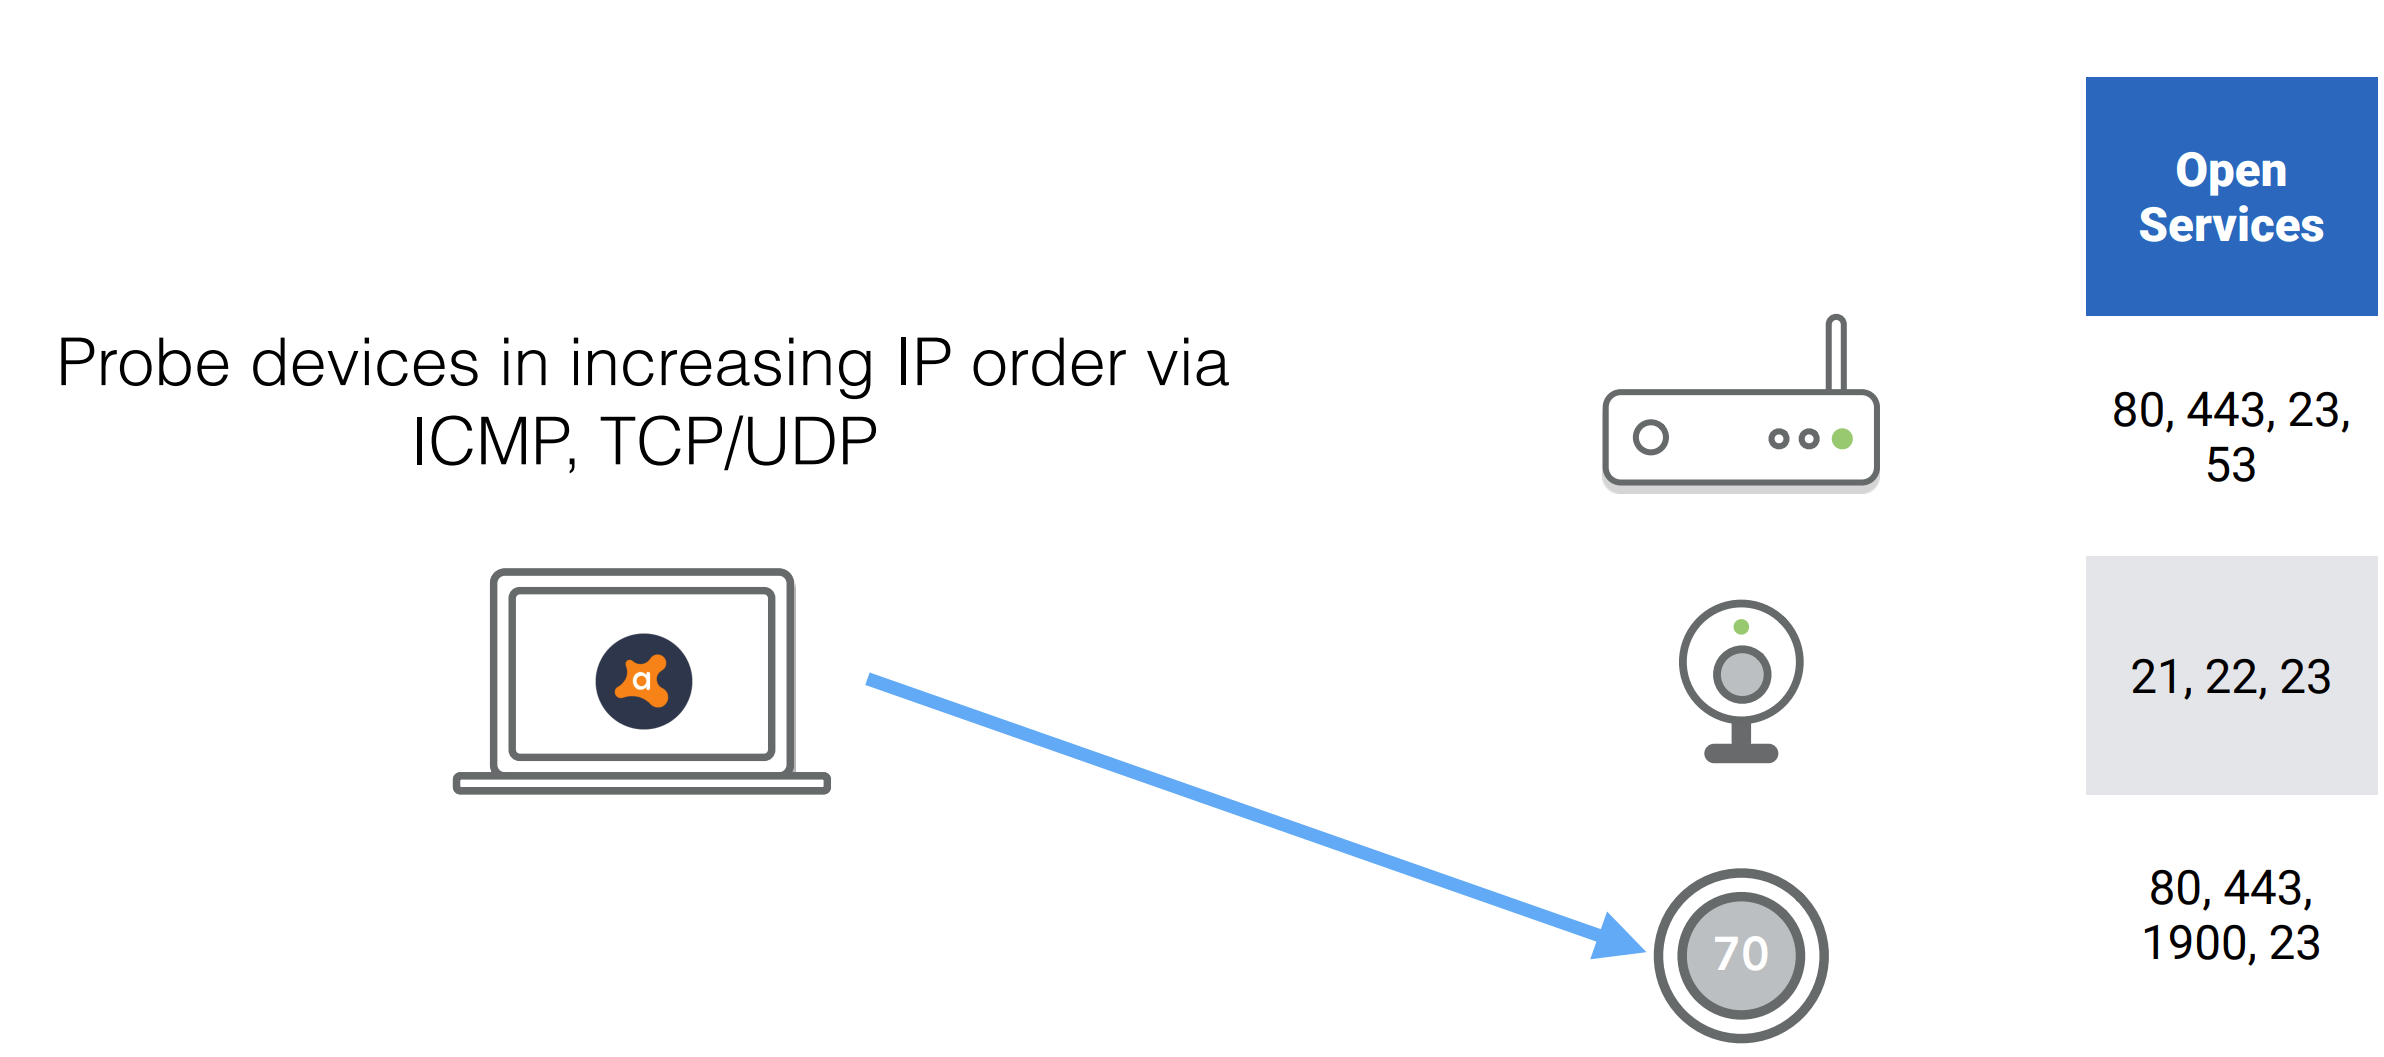 Open
Services
Probe devices in increasing IP order via
ICMP, TCP/UDP
80, 443, 23,
53
a
21, 22, 23
70
80, 443,
1900, 23